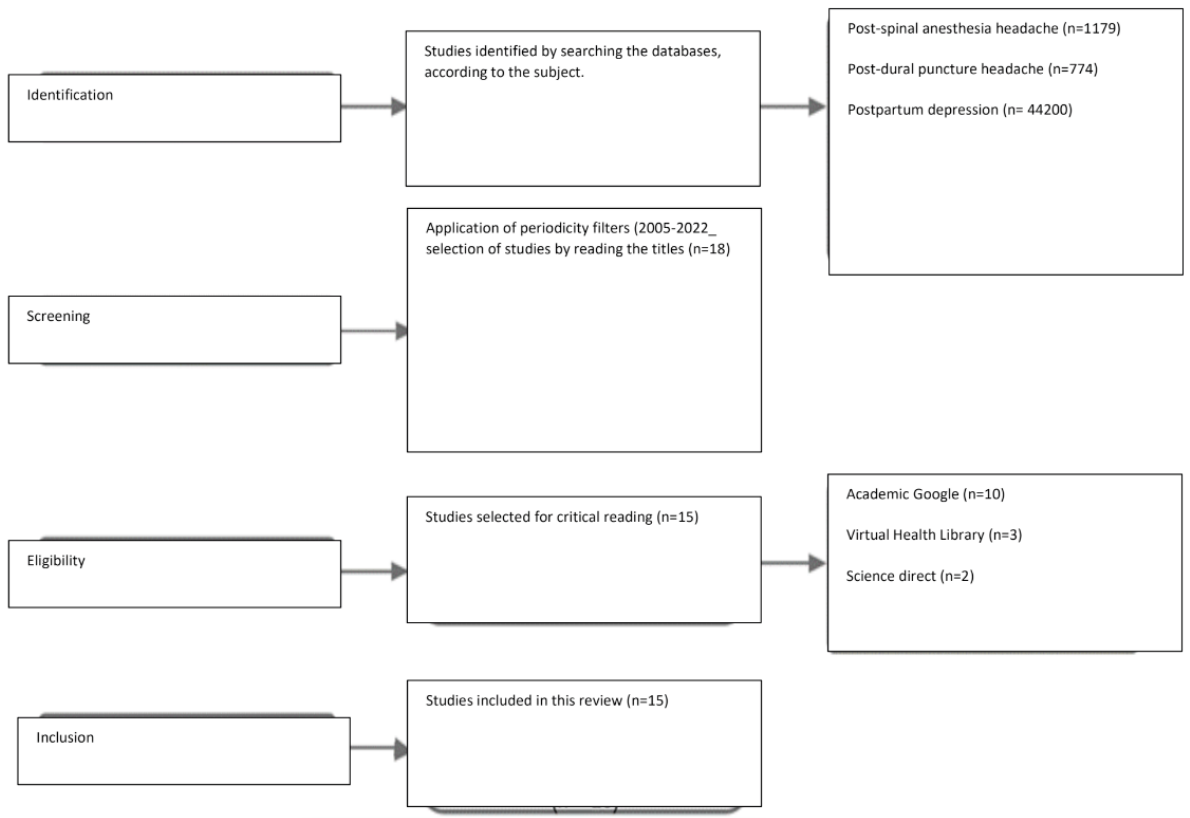 Identification
Studies identified by searching the databases,
according to the subject.
Post-spinal anesthesia headache (n=1179)
Post-dural puncture headache (n=774)
Postpartum depression (n= 44200)
Screening
Application of periodicity filters (2005-2022_
selection of studies by reading the titles (n=18)
Eligibility
Studies selected for critical reading (n=15)
Academic Google (n=10)
Virtual Health Library (n=3)
Science direct (n=2)
Inclusion
Studies included in this review (n=15)